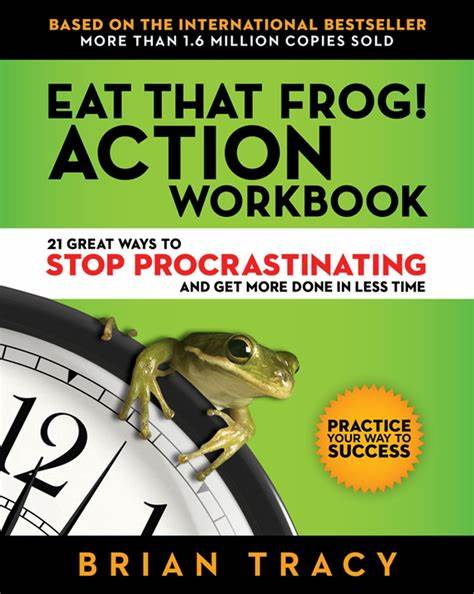 BASED ON THE INTERNATIONAL BESTSELLER
MORE THAN 1.6 MILLION COPIES SOLD
EAT THAT FROG!
ACTION
WORKBOOK
21 GREAT WAYS TO
STOP PROCRASTINATING
AND GET MORE DONE IN LESS TIME
11
12
1
PRACTICE
YOUR WAY TO
SUCCESS
BRIAN TRACY